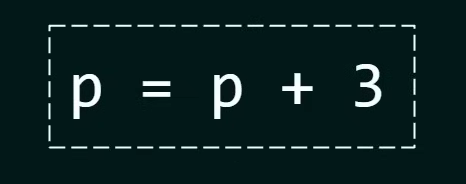 p = p + 3